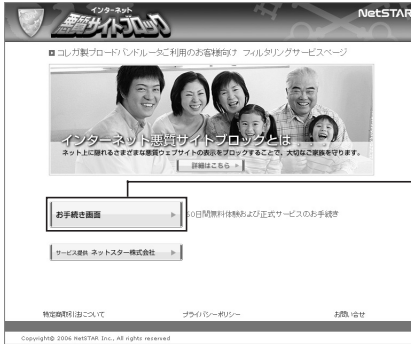 インターネット
悪質サイトブロック
NetSTAR
コレガ製ブロードバンドルータご利用のお客様向け フィルタリングサービスページ
インターネット悪質サイトブロックとは
ネット上に隠れるさまざまな悪質ウェブサイトの表示をブロックすることで、大切なご家族を守ります。
詳細はこちら
お手続き画面
60日間無料体験および正式サービスのお手続き
サービス提供 ネットスター株式会社
特定商取引法について
プライバシーポリシー
お問い合せ
Copyright© 2006 NetSTAR Inc., All rights reserved